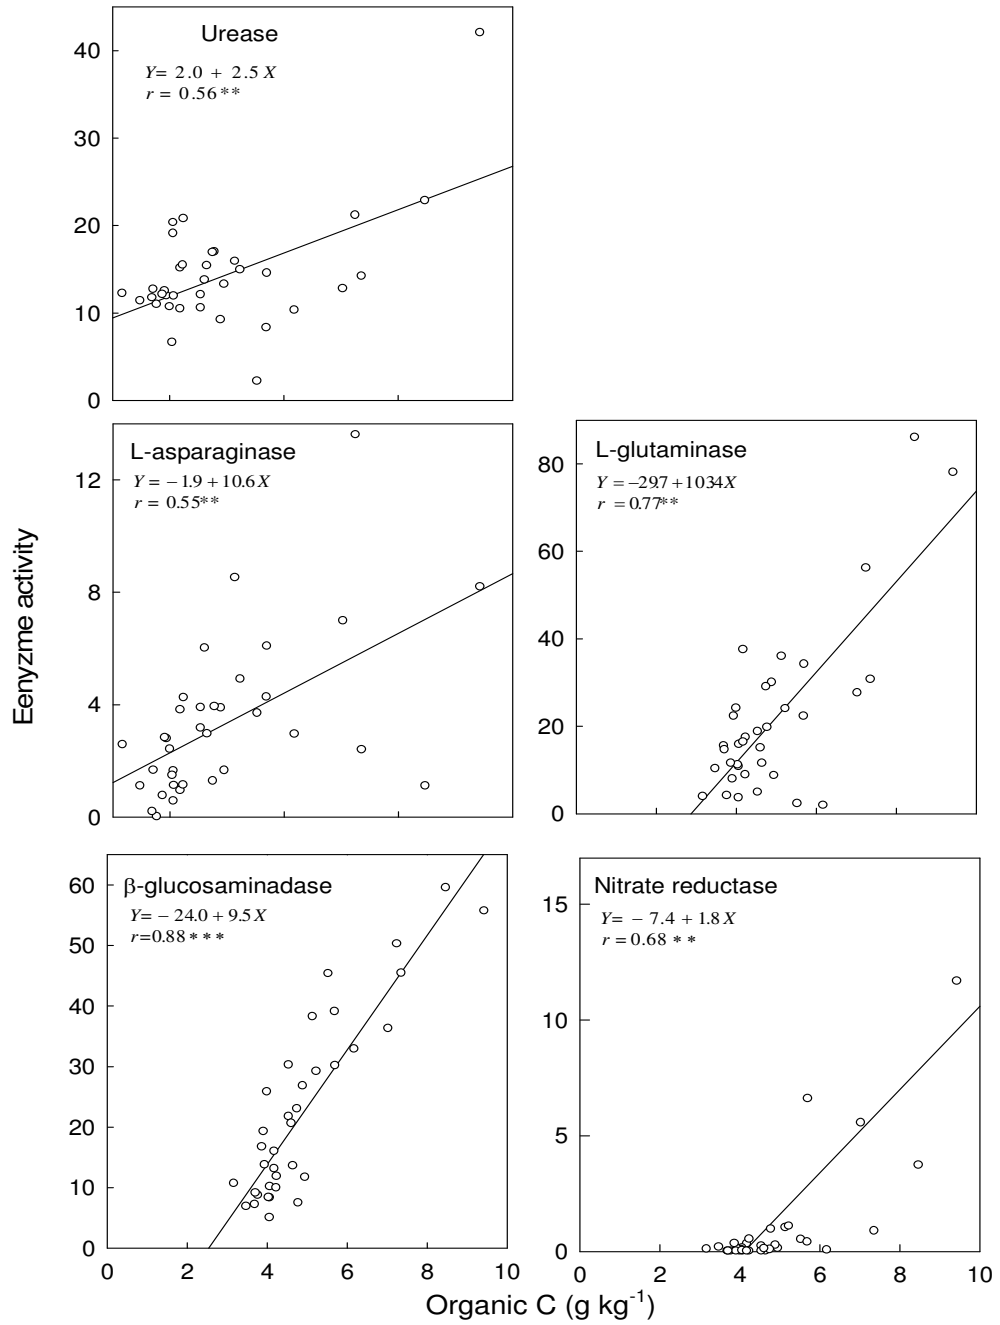 Urease
Y= 2.0 + 2.5 X
r = 0.56 **
40
30
20
10
0
L-asparaginase
Y = −1.9 + 10.6X
r = 0.55**
12
8
4
0
L-glutaminase
Y = −29.7 + 1034X
r = 0.77**
80
60
40
20
0
Eenyzme activity
β-glucosaminadase
Y= − 24.0 + 9.5 X
r=0.88 ***
60
50
40
30
20
10
0
0 2 4 6 8 10
Nitrate reductase
Y= − 7.4 + 1.8 X
r = 0.68 **
15
10
5
0
0 2 4 6 8 10
Organic C (g kg⁻¹)